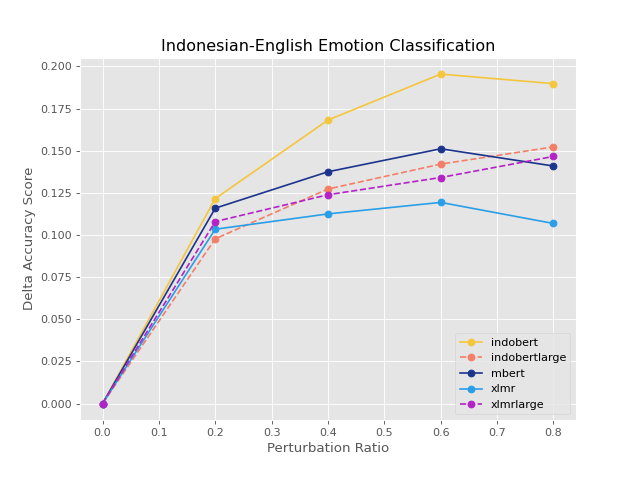 Indonesian-English Emotion Classification
Delta Accuracy Score
0.200
0.175
0.150
0.125
0.100
0.075
0.050
0.025
0.000
0.0 0.1 0.2 0.3 0.4 0.5 0.6 0.7 0.8
Perturbation Ratio
indobert
indobertlarge
mbert
xlmr
xlmrlarge